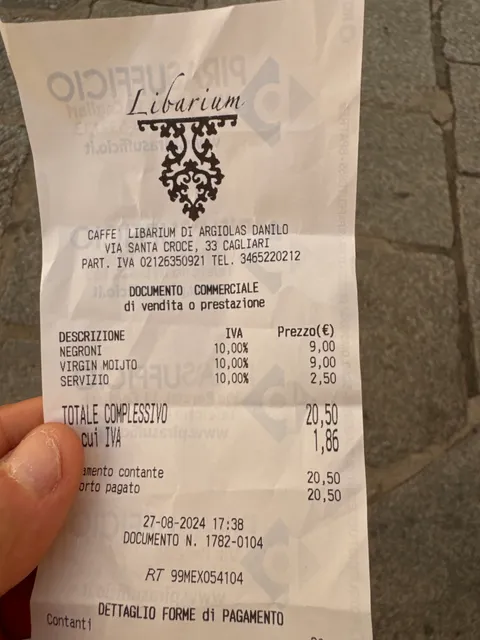 Libarium
CAFFE' LIBARIUM DI ARGIOLAS DANILO
VIA SANTA CROCE, 33 CAGLIARI
PART. IVA 02126350921 TEL. 3465220212
DOCUMENTO COMMERCIALE
di vendita o prestazione
DESCRIZIONE IVA Prezzo(€)
NEGRONI 10,00% 9,00
VIRGIN MOIJTO 10,00% 9,00
SERVIZIO 10,00% 2,50
TOTALE COMPLESSIVO 20,50
cui IVA 1,86
amento contante 20,50
orto pagato 20,50
27-08-2024 17:38
DOCUMENTO N. 1782-0104
RT 99MEX054104
DETTAGLIO FORME di PAGAMENTO
Contanti